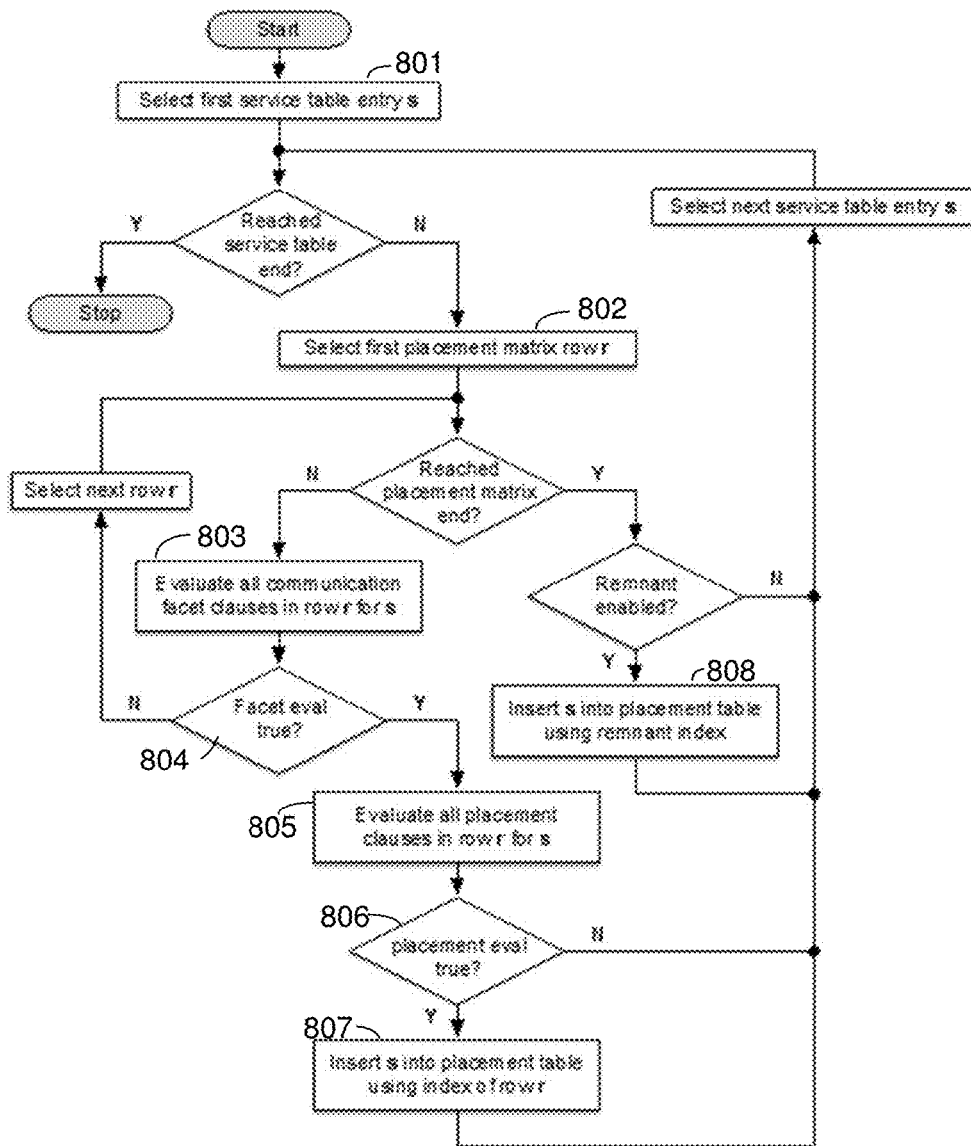 Start
801
Select first service table entry s
Y
Reached
service table
end?
N
Select next service table entry s
Stop
802
Select first placement matrix row r
N
Reached
placement matrix
end?
Y
Select next row r
803
Evaluate all communication
facet clauses in row r for s
Remnant
enabled?
N
Y
N
Facet eval
true?
Y
804
808
Insert s into placement table
using remnant index
805
Evaluate all placement
clauses in row r for s
806
placement eval
true?
N
Y
807
Insert s into placement table
using index of row r